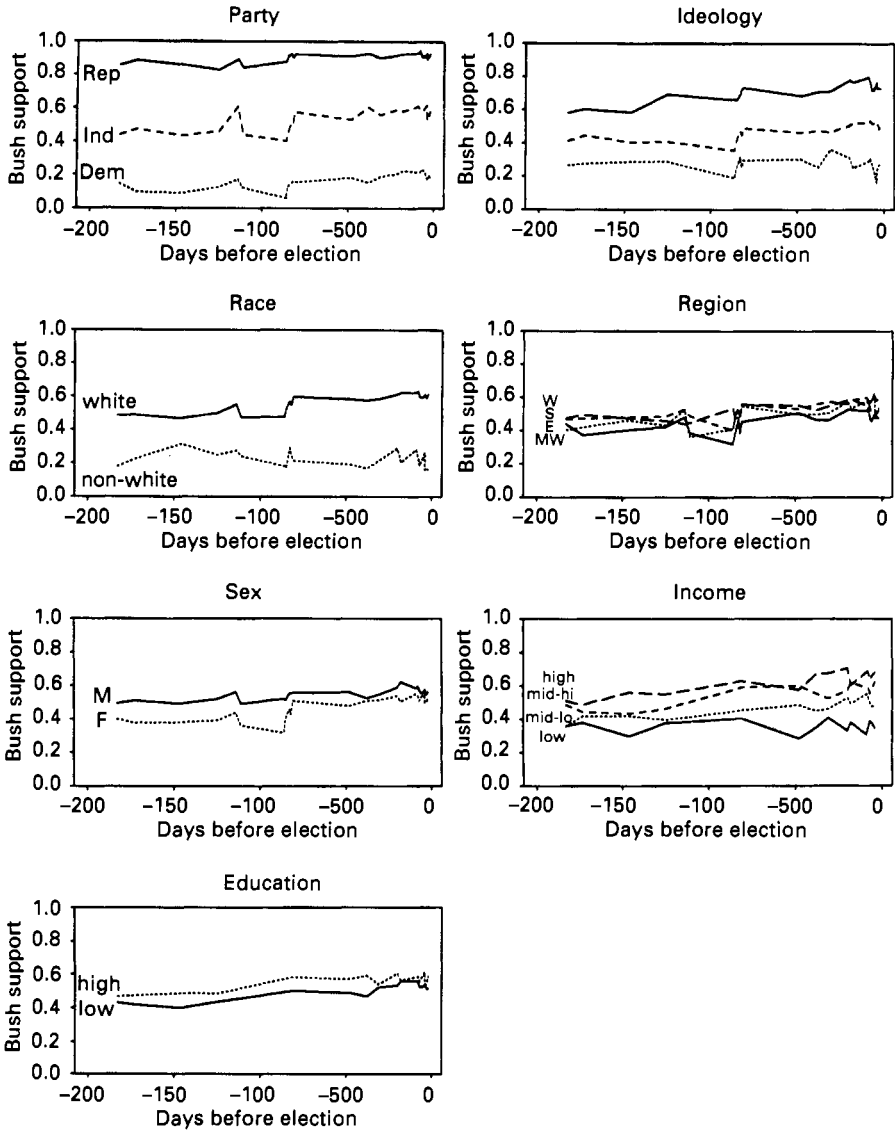 Party
Bush support
1.0
0.8
0.6
0.4
0.2
0.0
Rep
Ind
Dem
−200 −150 −100 −500 0
Days before election
Ideology
Bush support
1.0
0.8
0.6
0.4
0.2
0.0
−200 −150 −100 −500 0
Days before election
Race
Bush support
1.0
0.8
0.6
0.4
0.2
0.0
white
non-white
−200 −150 −100 −500 0
Days before election
Region
Bush support
1.0
0.8
0.6
0.4
0.2
0.0
W
S
E
MW
−200 −150 −100 −500 0
Days before election
Sex
Bush support
1.0
0.8
0.6
0.4
0.2
0.0
M
F
−200 −150 −100 −500 0
Days before election
Income
Bush support
1.0
0.8
0.6
0.4
0.2
0.0
high
mid-hi
mid-lo
low
−200 −150 −100 −500 0
Days before election
Education
Bush support
1.0
0.8
0.6
0.4
0.2
0.0
high
low
−200 −150 −100 −500 0
Days before election